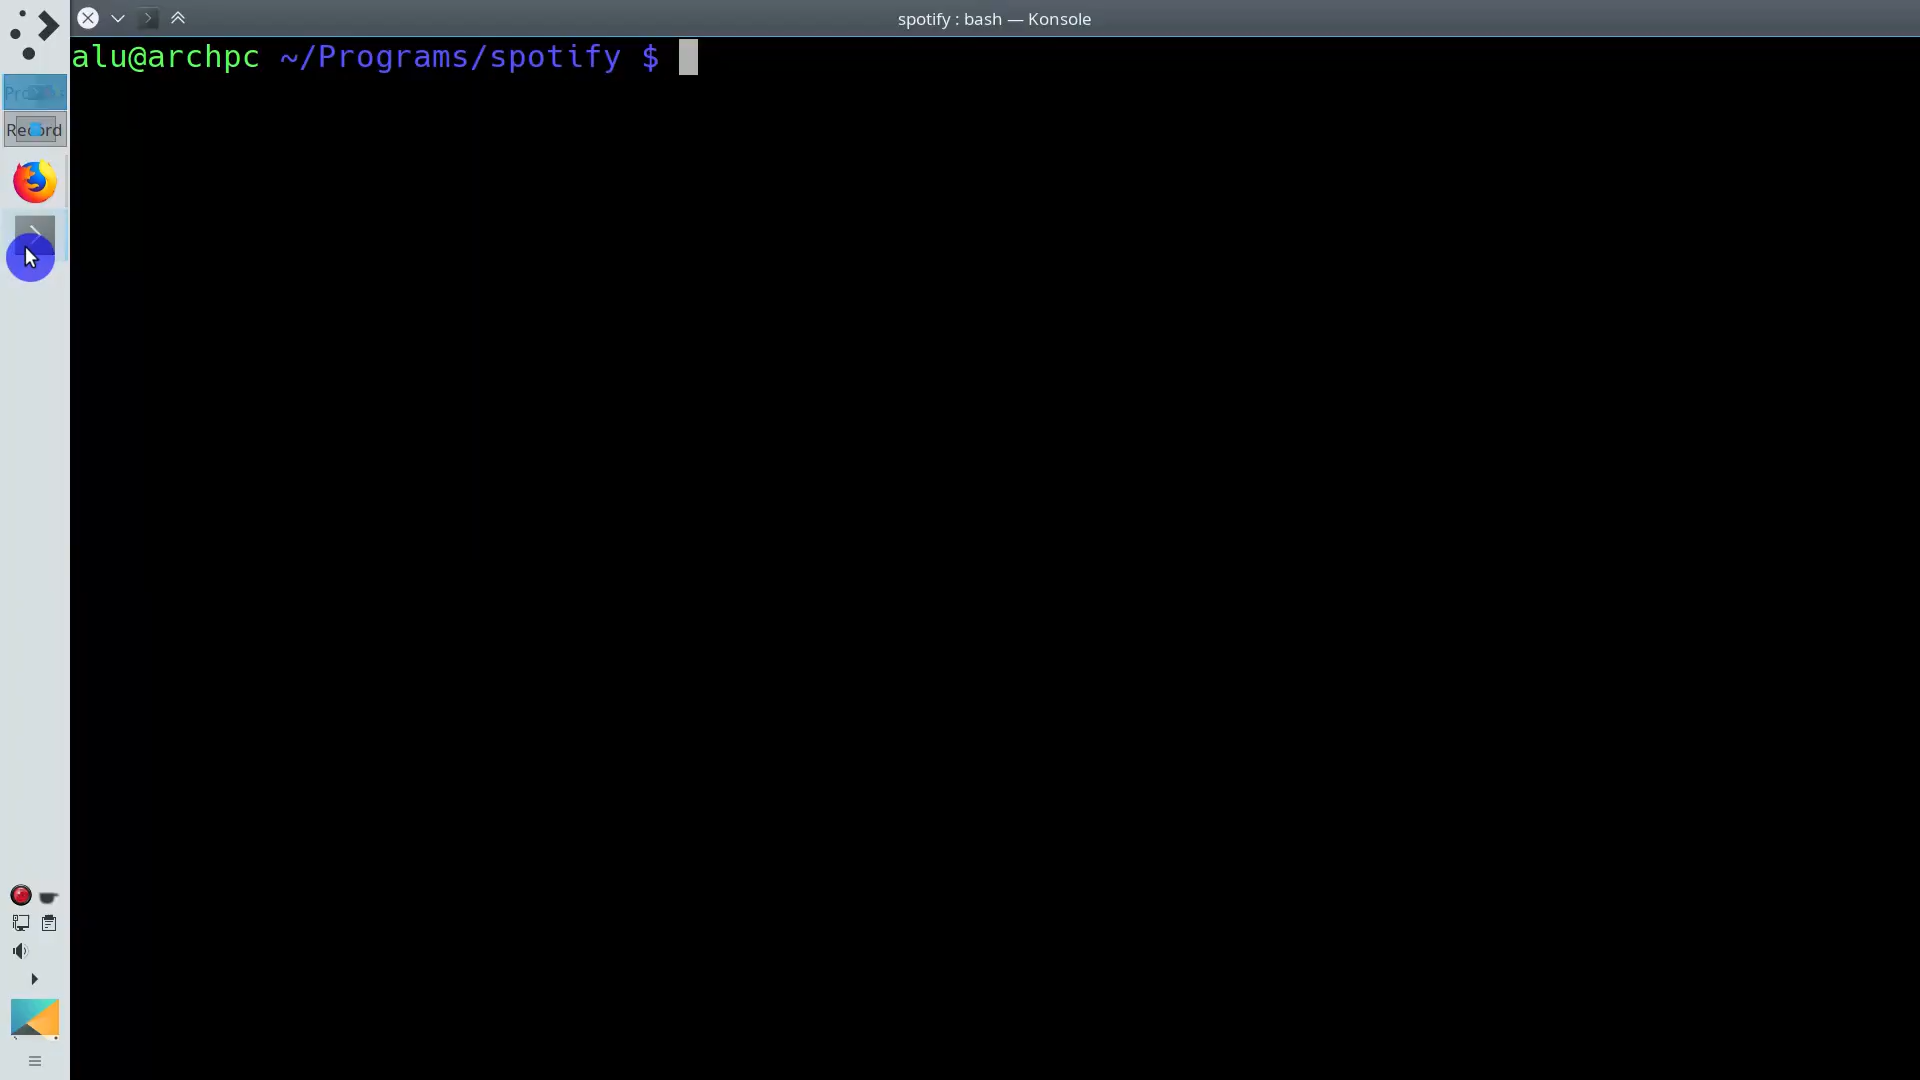 spotify : bash — Konsole
alu@archpc ~/Programs/spotify $
Record